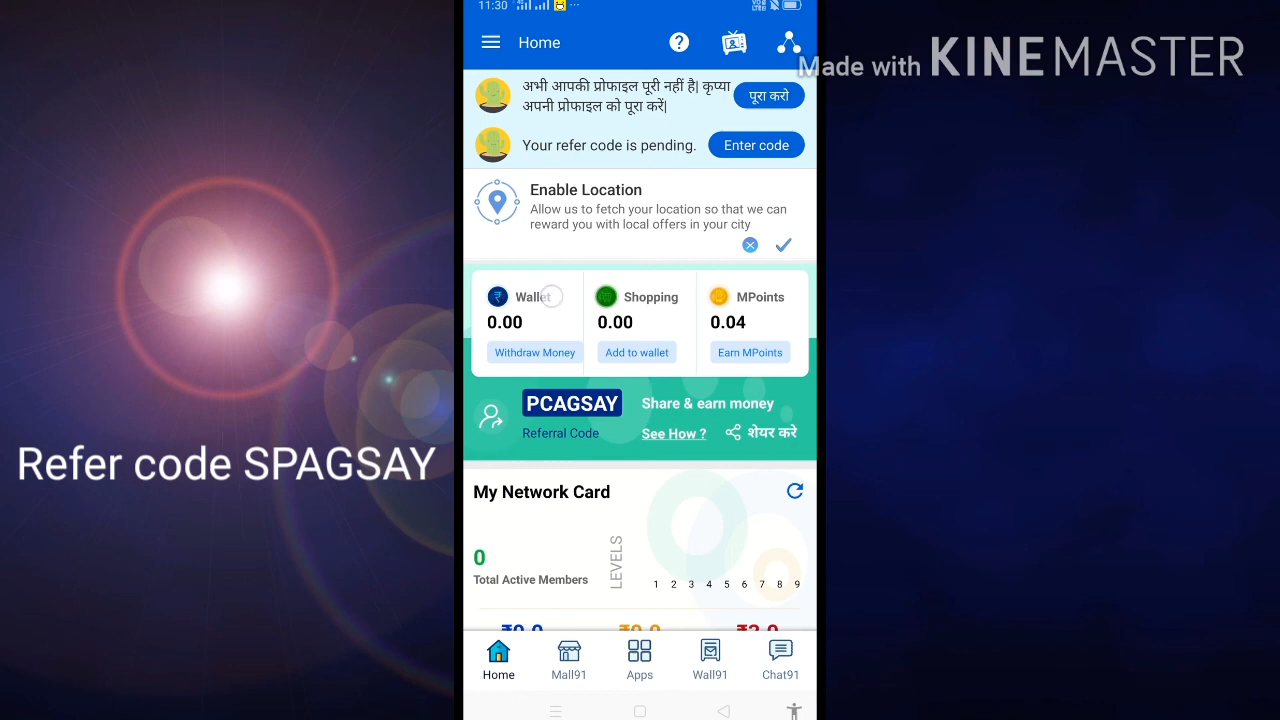 11:30
Home
Made with KINEMASTER
अभी आपकी प्रोफाइल पूरी नहीं है| कृप्या
अपनी प्रोफाइल को पूरा करें|
पूरा करो
Your refer code is pending.
Enter code
Enable Location
Allow us to fetch your location so that we can
reward you with local offers in your city
Wallet
Shopping
MPoints
0.00
0.00
0.04
Withdraw Money
Add to wallet
Earn MPoints
PCAGSAY
Share & earn money
Referral Code
See How ?
शेयर करे
Refer code SPAGSAY
My Network Card
0
Total Active Members
LEVELS
1 2 3 4 5 6 7 8 9
Home
Mall91
Apps
Wall91
Chat91